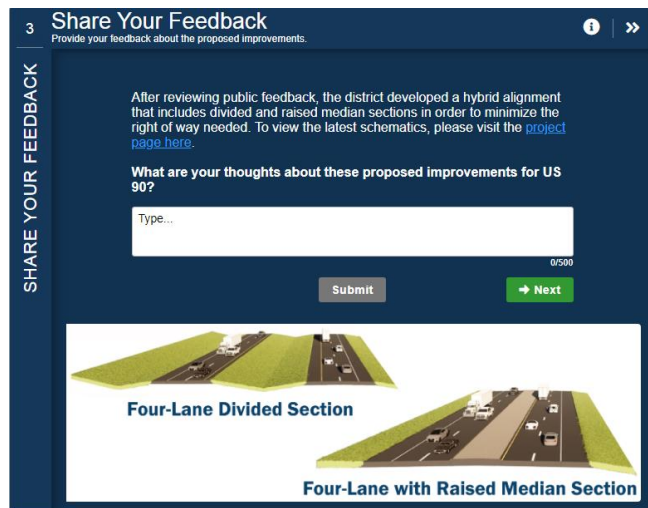 3
Share Your Feedback
Provide your feedback about the proposed improvements.
SHARE YOUR FEEDBACK
After reviewing public feedback, the district developed a hybrid alignment
that includes divided and raised median sections in order to minimize the
right of way needed. To view the latest schematics, please visit the project
page here.
What are your thoughts about these proposed improvements for US
90?
Type...
0/500
Submit
➔ Next
Four-Lane Divided Section
Four-Lane with Raised Median Section